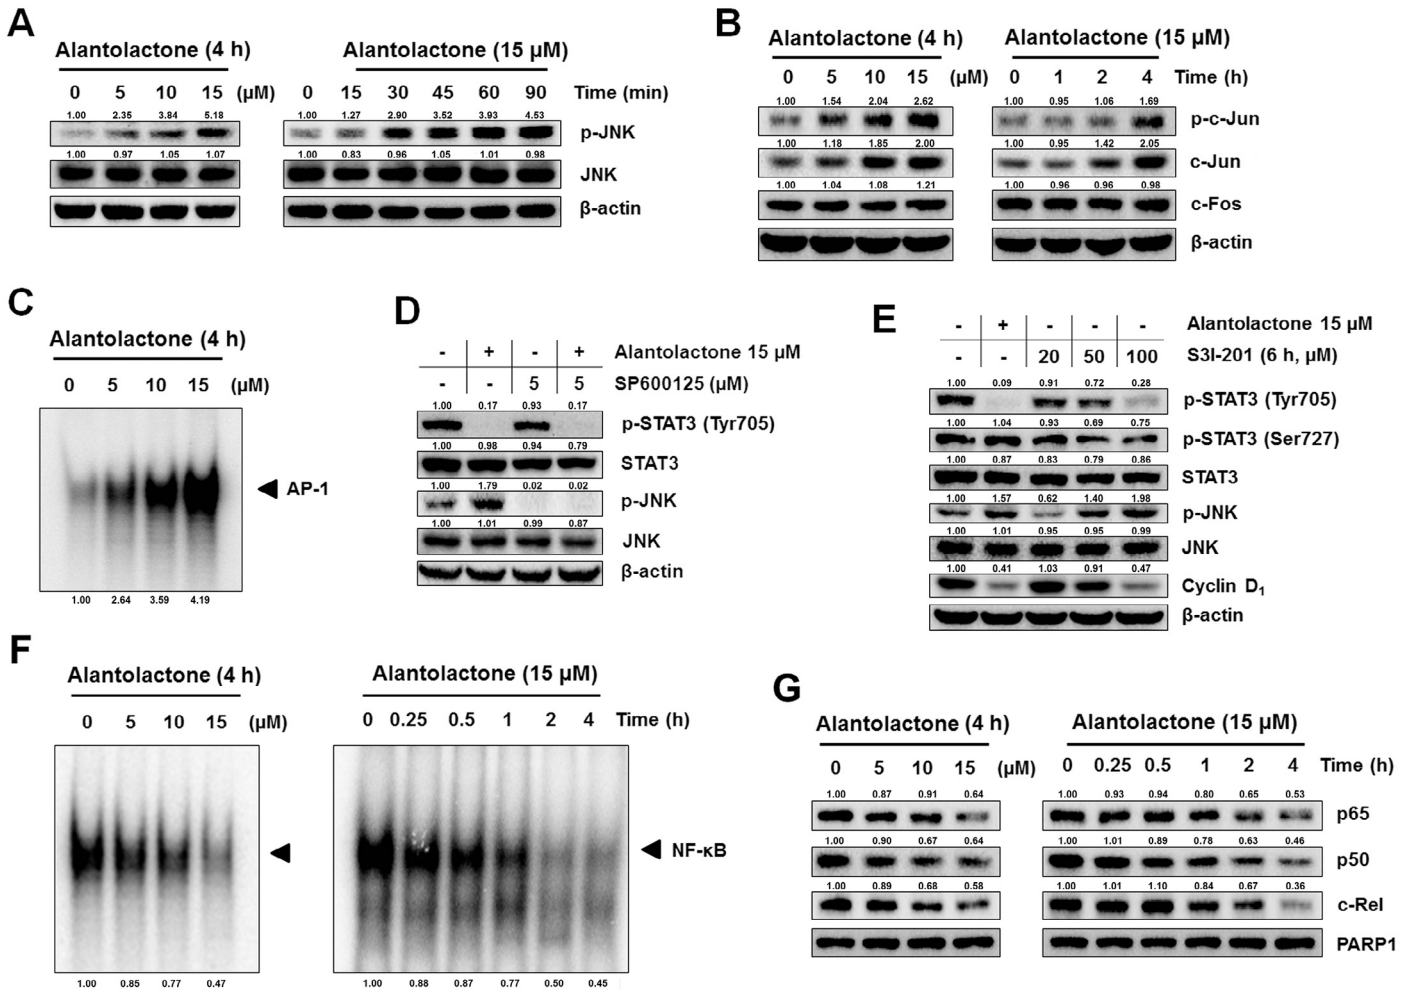 A
Alantolactone (4 h)
Alantolactone (15 µM)
0 5 10 15 (µM)
0 15 30 45 60 90 Time (min)
1.00 2.35 3.84 5.18
1.00 1.27 2.90 3.52 3.93 4.53
p-JNK
1.00 0.97 1.05 1.07
1.00 0.83 0.96 1.05 1.01 0.98
JNK
β-actin
B
Alantolactone (4 h)
Alantolactone (15 µM)
0 5 10 15 (µM)
0 1 2 4 Time (h)
1.00 1.54 2.04 2.62
1.00 0.95 1.06 1.69
p-c-Jun
1.00 1.18 1.85 2.00
1.00 0.95 1.42 2.05
c-Jun
1.00 1.04 1.08 1.21
1.00 0.96 0.96 0.98
c-Fos
β-actin
C
Alantolactone (4 h)
0 5 10 15 (µM)
AP-1
1.00 2.64 3.59 4.19
D
- + - + Alantolactone 15 µM
- - 5 5 SP600125 (µM)
1.00 0.17 0.93 0.17
p-STAT3 (Tyr705)
1.00 0.98 0.94 0.79
STAT3
1.00 1.79 0.02 0.02
p-JNK
1.00 1.01 0.99 0.87
JNK
β-actin
E
- + - - - Alantolactone 15 µM
- - 20 50 100 S3I-201 (6 h, µM)
1.00 0.09 0.91 0.72 0.28
p-STAT3 (Tyr705)
1.00 1.04 0.93 0.69 0.75
p-STAT3 (Ser727)
1.00 0.87 0.83 0.79 0.86
STAT3
1.00 1.57 0.62 1.40 1.98
p-JNK
1.00 1.01 0.95 0.95 0.99
JNK
1.00 0.41 1.03 0.91 0.47
Cyclin D₁
β-actin
F
Alantolactone (4 h)
Alantolactone (15 µM)
0 5 10 15 (µM)
0 0.25 0.5 1 2 4 Time (h)
NF-κB
1.00 0.85 0.77 0.47
1.00 0.88 0.87 0.77 0.50 0.45
G
Alantolactone (4 h)
Alantolactone (15 µM)
0 5 10 15 (µM)
0 0.25 0.5 1 2 4 Time (h)
1.00 0.87 0.91 0.64
1.00 0.93 0.94 0.80 0.65 0.53
p65
1.00 0.90 0.67 0.64
1.00 1.01 0.89 0.78 0.63 0.46
p50
1.00 0.89 0.68 0.58
1.00 1.01 1.10 0.84 0.67 0.36
c-Rel
PARP1